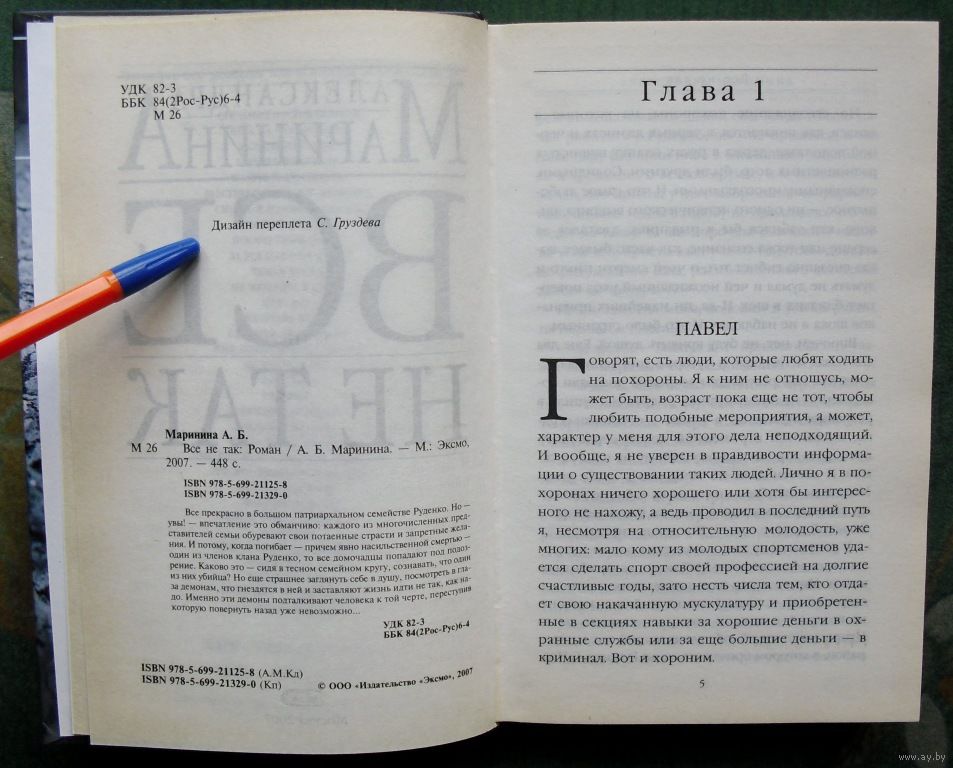 УДК 82-3
ББК 84(2Рос-Рус)6-4
М 26
Дизайн переплета С. Груздева
Маринина А. Б.
М 26 Все не так: Роман / А. Б. Маринина. — М.: Эксмо,
2007. — 448 с.
ISBN 978-5-699-21125-8
ISBN 978-5-699-21329-0
Все прекрасно в большом патриархальном семействе Руденко. Но —
увы! — впечатление это обманчиво: каждого из многочисленных пред-
ставителей семьи обуревают свои потаенные страсти и запретные жела-
ния. И потому, когда погибает — причем явно насильственной смертью —
один из членов клана Руденко, то все домочадцы попадают под подоз-
рение. Каково это — сидя в тесном семейном кругу, сознавать, что один
из них убийца? Но еще страшнее заглянуть себе в душу, посмотреть в гла-
за демонам, что гнездятся в ней и заставляют жизнь идти не так, как на-
до. Именно эти демоны подталкивают человека к той черте, переступив
которую повернуть назад уже невозможно...
УДК 82-3
ББК 84(2Рос-Рус)6-4
ISBN 978-5-699-21125-8 (А.М.Кд)
ISBN 978-5-699-21329-0 (Кп)
© ООО «Издательство «Эксмо», 2007
Глава 1
ПАВЕЛ
Говорят, есть люди, которые любят ходить
на похороны. Я к ним не отношусь, мо-
жет быть, возраст пока еще не тот, чтобы
любить подобные мероприятия, а может,
характер у меня для этого дела неподходящий.
И вообще, я не уверен в правдивости информа-
ции о существовании таких людей. Лично я в по-
хоронах ничего хорошего или хотя бы интерес-
ного не нахожу, а ведь проводил в последний путь
я, несмотря на относительную молодость, уже
многих: мало кому из молодых спортсменов уда-
ется сделать спорт своей профессией на долгие
счастливые годы, зато несть числа тем, кто отда-
ет свою накачанную мускулатуру и приобретен-
ные в секциях навыки за хорошие деньги в ох-
ранные службы или за еще большие деньги — в
криминал. Вот и хороним.
5
www.ay.by